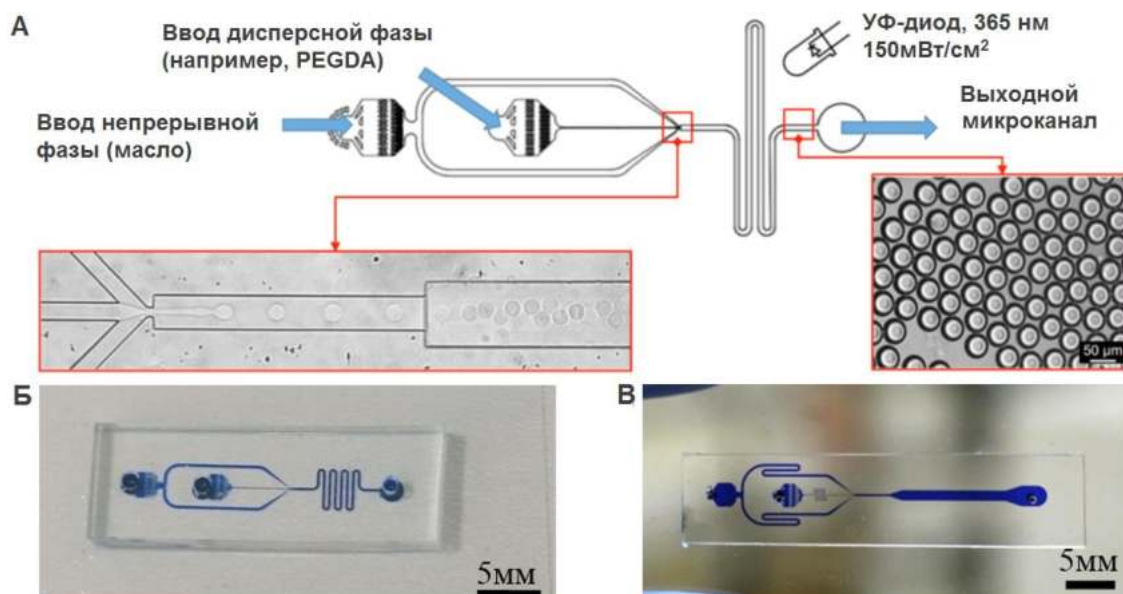 А
Ввод дисперсной фазы
(например, PEGDA)
УФ-диод, 365 нм
150мВт/см²
Ввод непрерывной
фазы (масло)
Выходной
микроканал
50 µm
Б
5мм
В
5мм